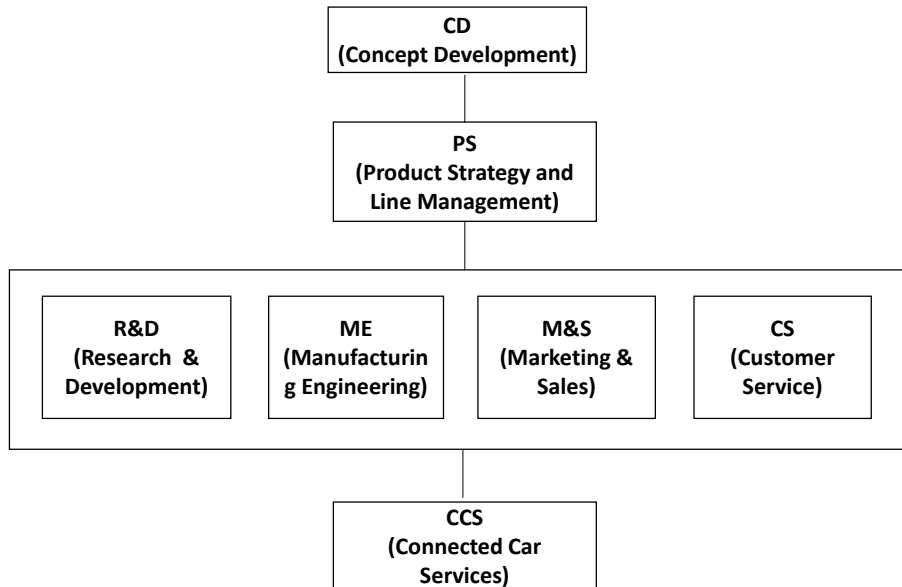 CD
(Concept Development)
PS
(Product Strategy and
Line Management)
R&D
(Research & 
Development)
ME
(Manufacturin
g Engineering)
M&S
(Marketing &
Sales)
CS
(Customer
Service)
CCS
(Connected Car
Services)